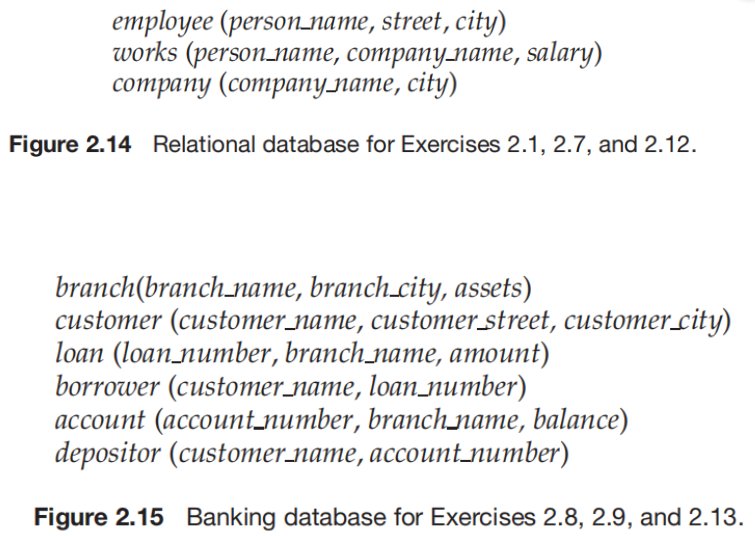 employee (person_name, street, city)
works (person_name, company_name, salary)
company (company_name, city)
Figure 2.14 Relational database for Exercises 2.1, 2.7, and 2.12.
branch(branch_name, branch_city, assets)
customer (customer_name, customer_street, customer_city)
loan (loan_number, branch_name, amount)
borrower (customer_name, loan_number)
account (account_number, branch_name, balance)
depositor (customer_name, account_number)
Figure 2.15 Banking database for Exercises 2.8, 2.9, and 2.13.